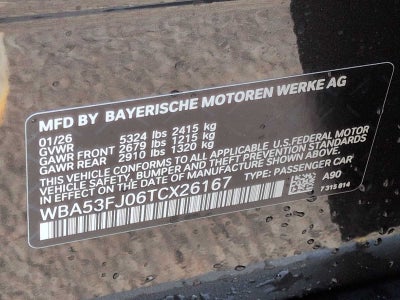 MFD BY BAYERISCHE MOTOREN WERKE AG
01/26
GVWR 5324 lbs 2415 kg
GAWR FRONT 2679 lbs 1215 kg
GAWR REAR 2910 lbs 1320 kg
THIS VEHICLE CONFORMS TO ALL APPLICABLE U.S.FEDERAL MOTOR
VEHICLE SAFETY, BUMPER AND THEFT PREVENTION STANDARDS IN
EFFECT ON THE DATE OF MANUFACTURE SHOWN ABOVE.
WBA53FJ06TCX26167 TYPE: PASSENGER CAR
A90
7 315 814